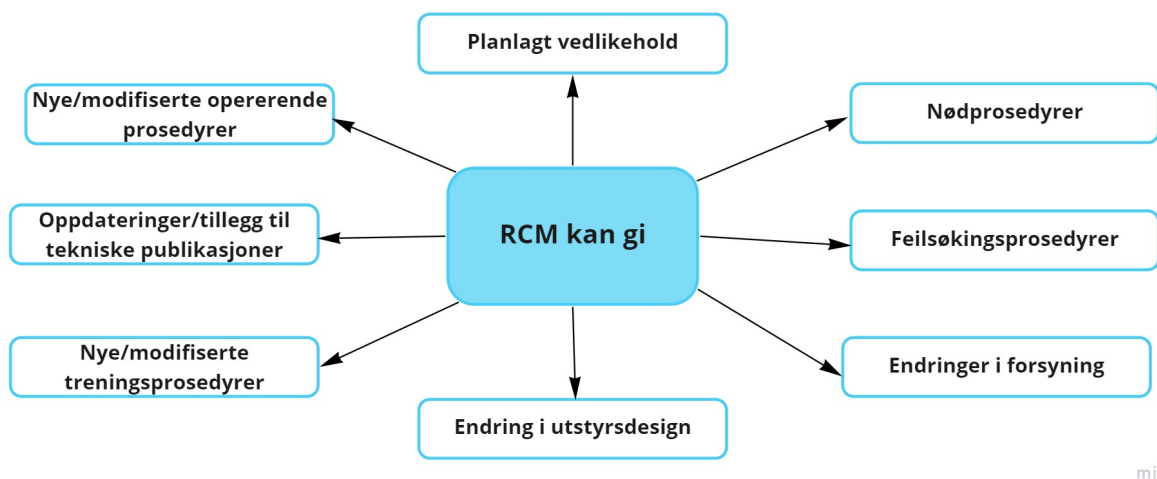 Planlagt vedlikehold
Nye/modifiserte opererende
prosedyrer
Nødprosedyrer
Oppdateringer/tillegg til
tekniske publikasjoner
RCM kan gi
Feilsøkingsprosedyrer
Nye/modifiserte
treningsprosedyrer
Endringer i forsyning
Endring i utstyrsdesign
mi